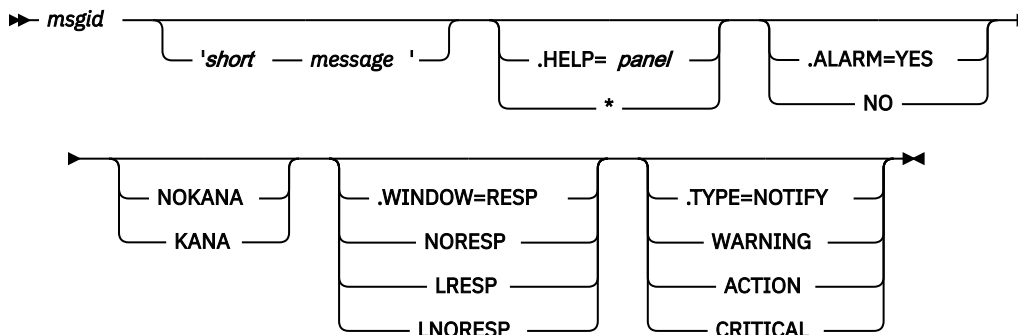 msgid
'short message '
.HELP= panel
*
.ALARM=YES
NO
NOKANA
KANA
.WINDOW=RESP
NORESP
LRESP
LNORESP
.TYPE=NOTIFY
WARNING
ACTION
CRITICAL